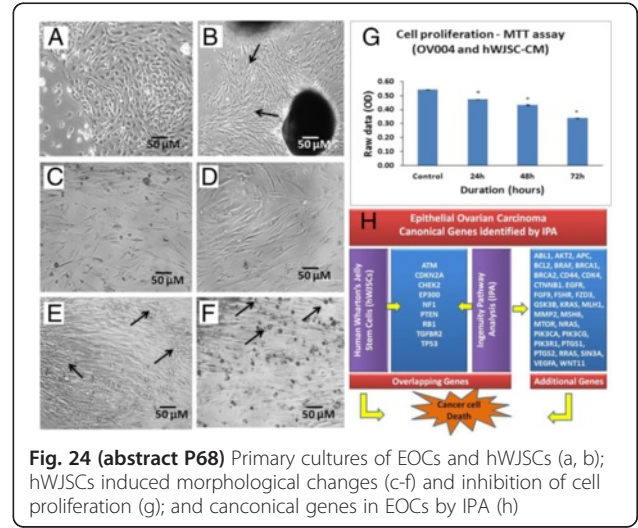 A
50 µM
B
50 µM
C
50 µM
D
50 µM
E
50 µM
F
50 µM
G
Cell proliferation - MTT assay
(OV004 and hWJSC-CM)
Raw data (OD)
0.60
0.50
0.40
0.30
0.20
0.10
0.00
* * *
Control 24h 48h 72h
Duration (hours)
H
Epithelial Ovarian Carcinoma
Canonical Genes identified by IPA
Human Wharton's Jelly
Stem Cells (hWJSCs)
ATM
CDKN2A
CHEK2
EP300
NF1
PTEN
RB1
TGFBR2
TP53
Ingenuity Pathway
Analysis (IPA)
ABL1, AKT2, APC,
BCL2, BRAF, BRCA1,
BRCA2, CD44, CDK4,
CTNNB1, EGFR,
FGF9, FSHR, FZD3,
GSK3B, KRAS, MLH1,
MMP2, MSH6,
MTOR, NRAS,
PIK3CA, PIK3CG,
PIK3R1, PTGS1,
PTGS2, RRAS, SIN3A,
VEGFA, WNT11
Overlapping Genes
Additional Genes
Cancer cell
Death
Fig. 24 (abstract P68) Primary cultures of EOCs and hWJSCs (a, b);
hWJSCs induced morphological changes (c-f) and inhibition of cell
proliferation (g); and canconical genes in EOCs by IPA (h)